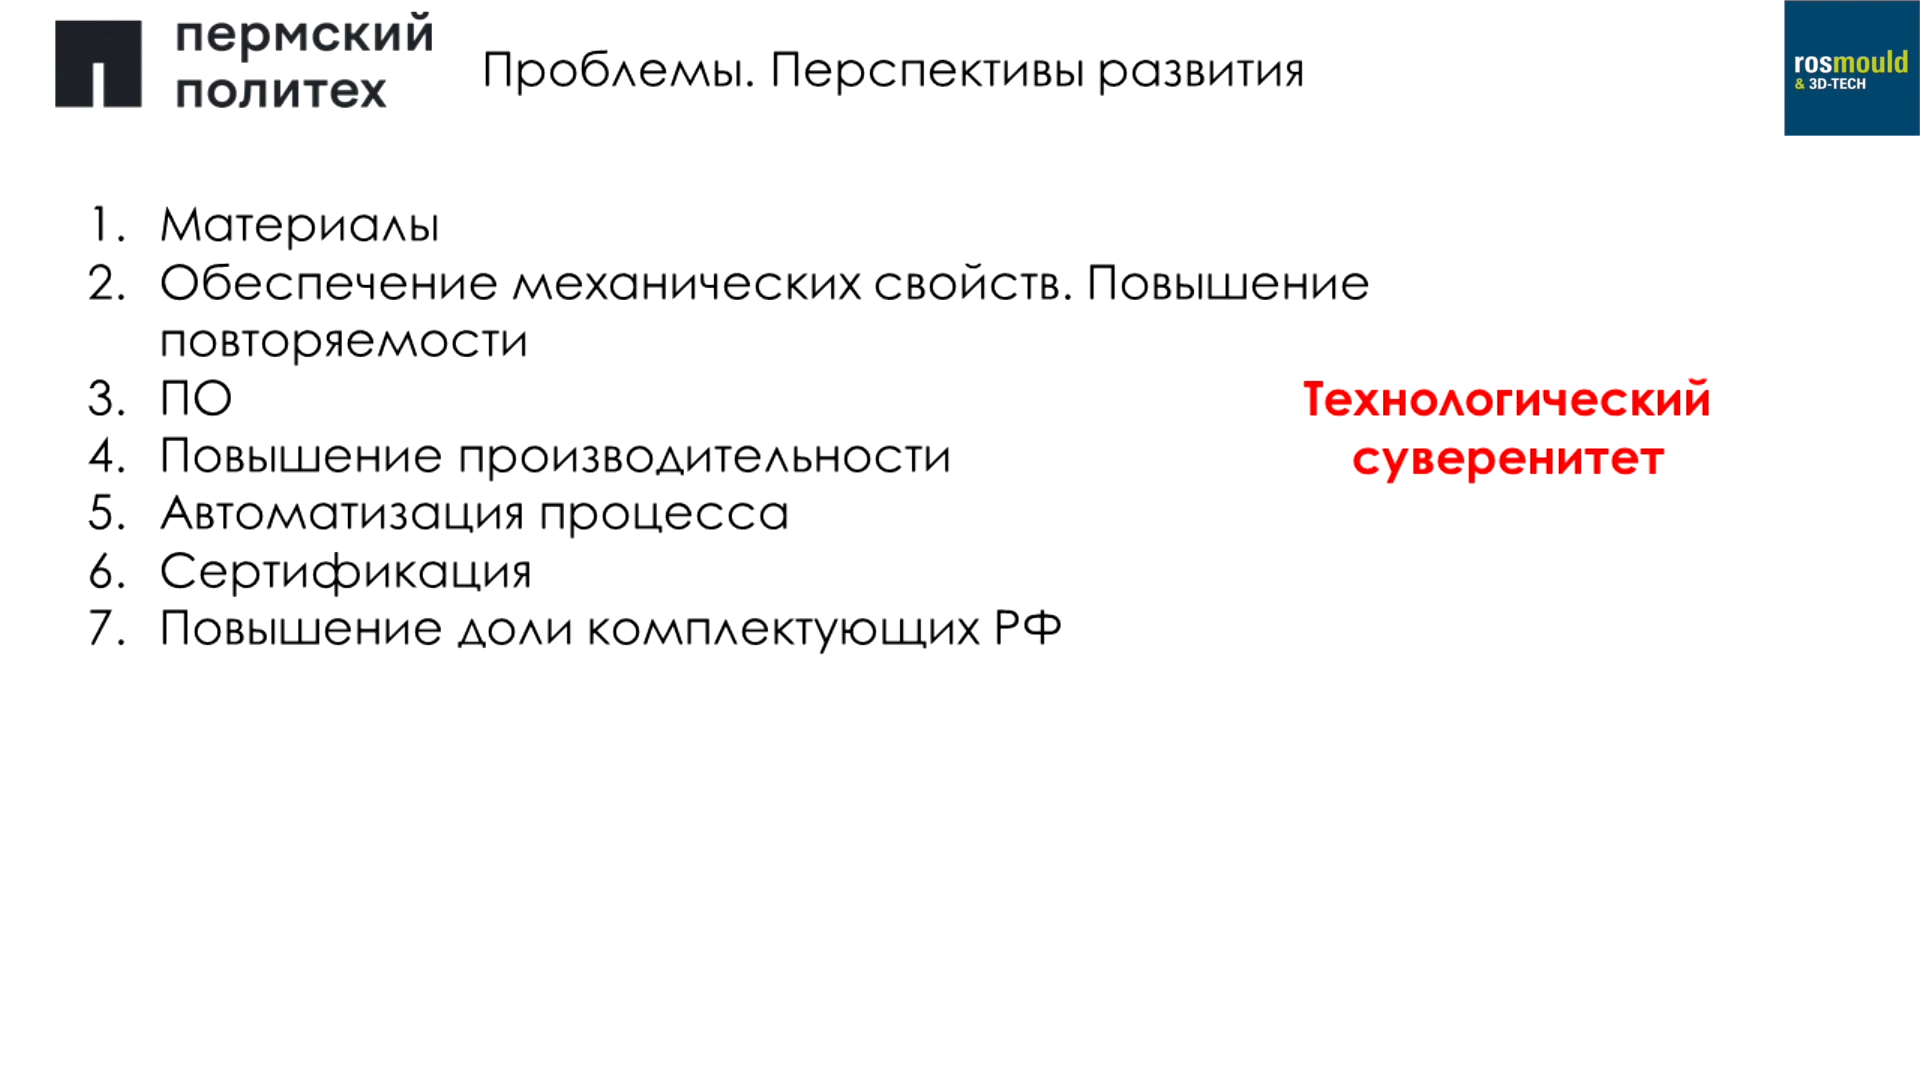 пермский
политех
Проблемы. Перспективы развития
rosmould
& 3D-TECH
1. Материалы
2. Обеспечение механических свойств. Повышение
повторяемости
3. ПО
4. Повышение производительности
5. Автоматизация процесса
6. Сертификация
7. Повышение доли комплектующих РФ
Технологический
суверенитет